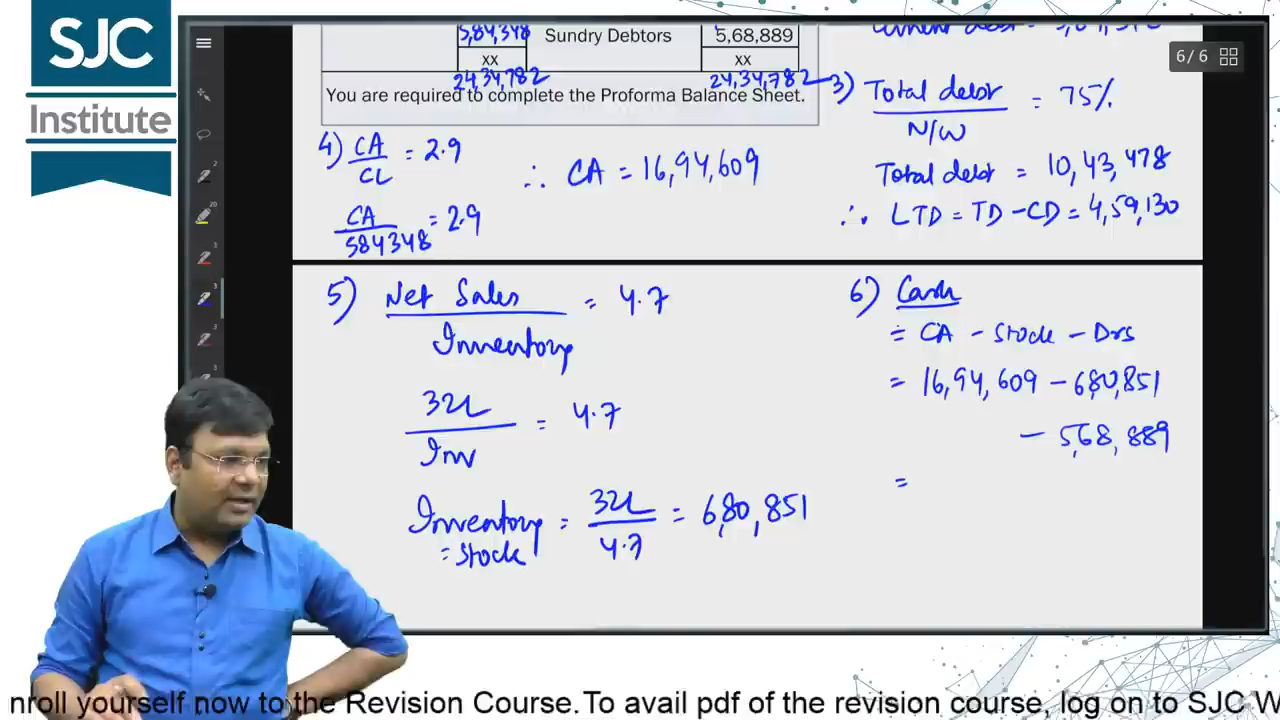 SJC
Institute
5,84,348 Sundry Debtors 5,68,889
xx xx
24,34,782 24,34,782
You are required to complete the Proforma Balance Sheet.
6/6
3) Total debt / N/W = 75%
Total debt = 10,43,478
∴ LTD = TD - CD = 4,59,130
4) CA / CL = 2.9
∴ CA = 16,94,609
CA / 584348 = 2.9
5) Net Sales / Inventory = 4.7
32L / Inv = 4.7
Inventory = 32L / 4.7 = 6,80,851
= Stock
6) Cash
= CA - Stock - Drs
= 16,94,609 - 6,80,851
- 5,68,889
=
nroll yourself now to the Revision Course.To avail pdf of the revision course, log on to SJC W